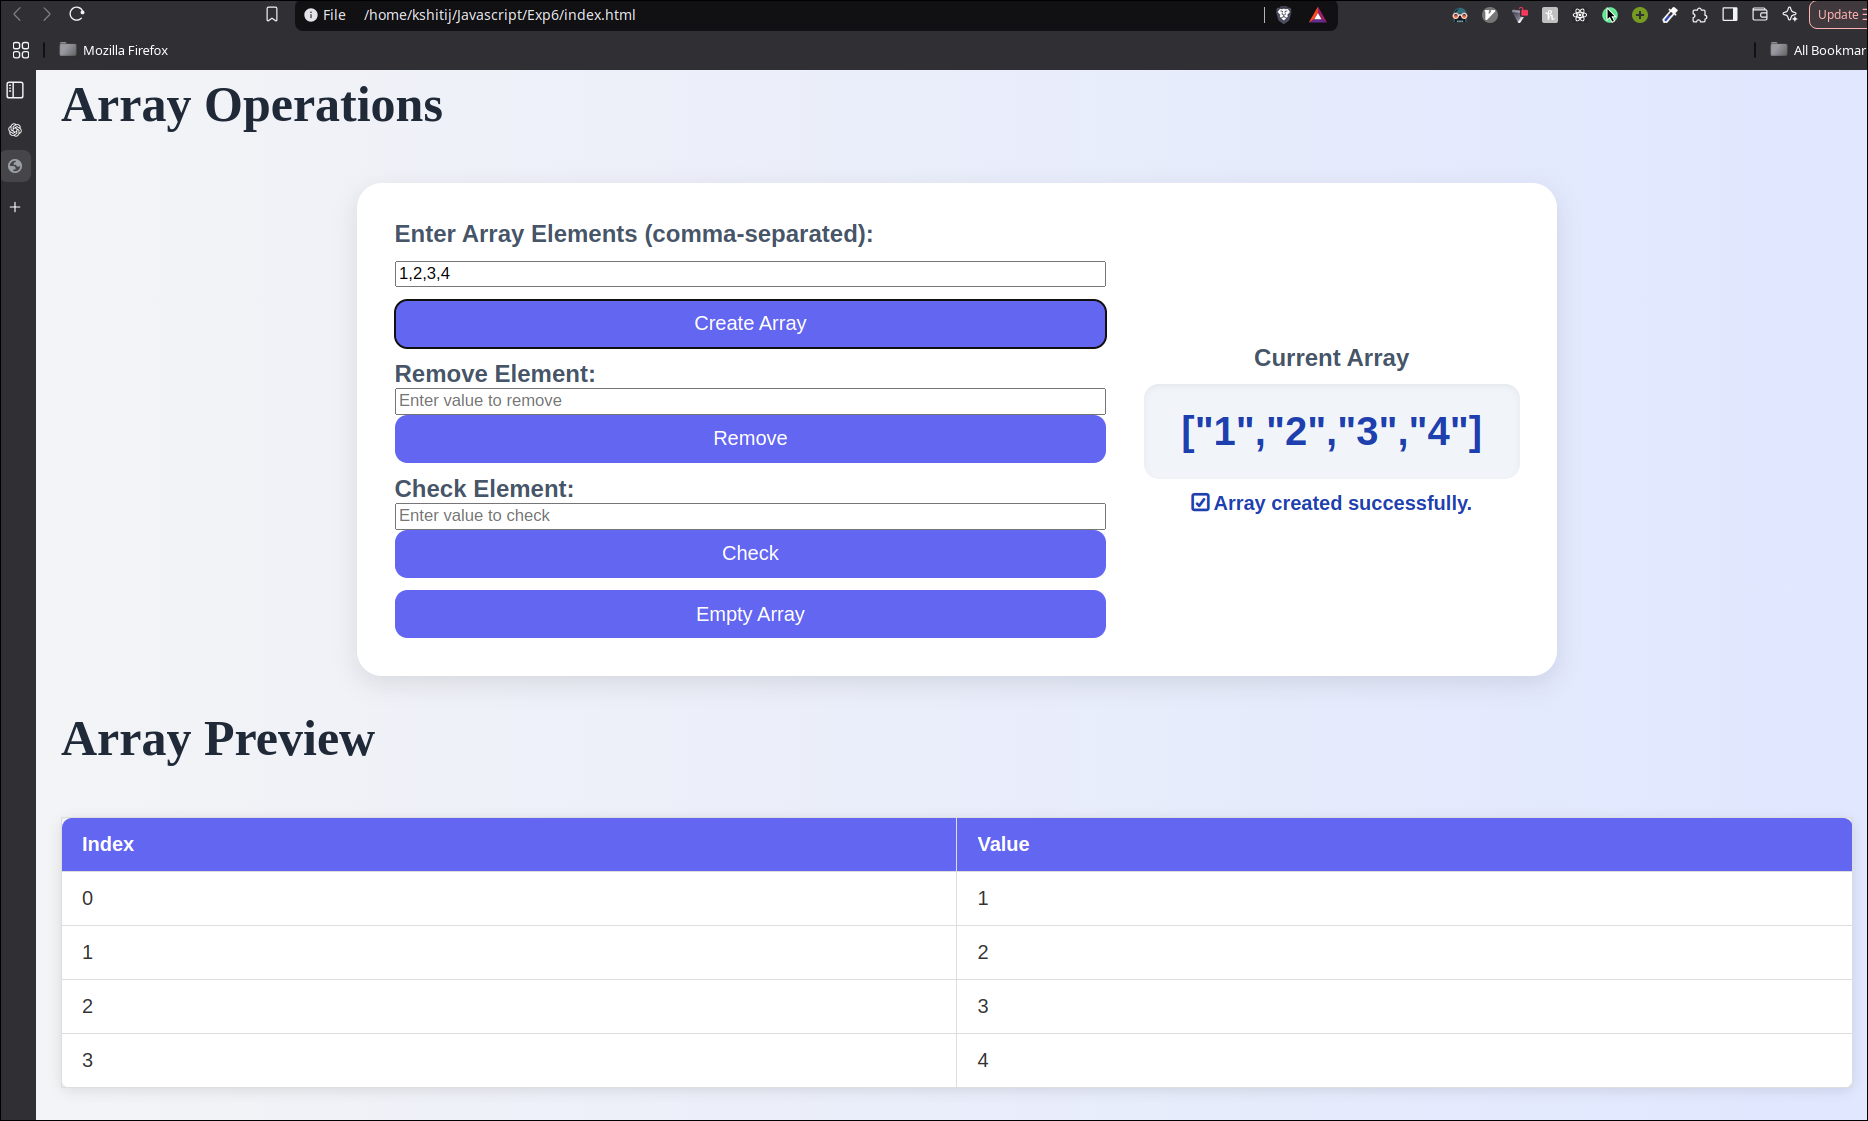 File /home/kshitij/Javascript/Exp6/index.html
Update
Mozilla Firefox
All Bookmar
Array Operations
Enter Array Elements (comma-separated):
1,2,3,4
Create Array
Remove Element:
Enter value to remove
Remove
Check Element:
Enter value to check
Check
Empty Array
Current Array
["1","2","3","4"]
Array created successfully.
Array Preview
Index Value
0 1
1 2
2 3
3 4